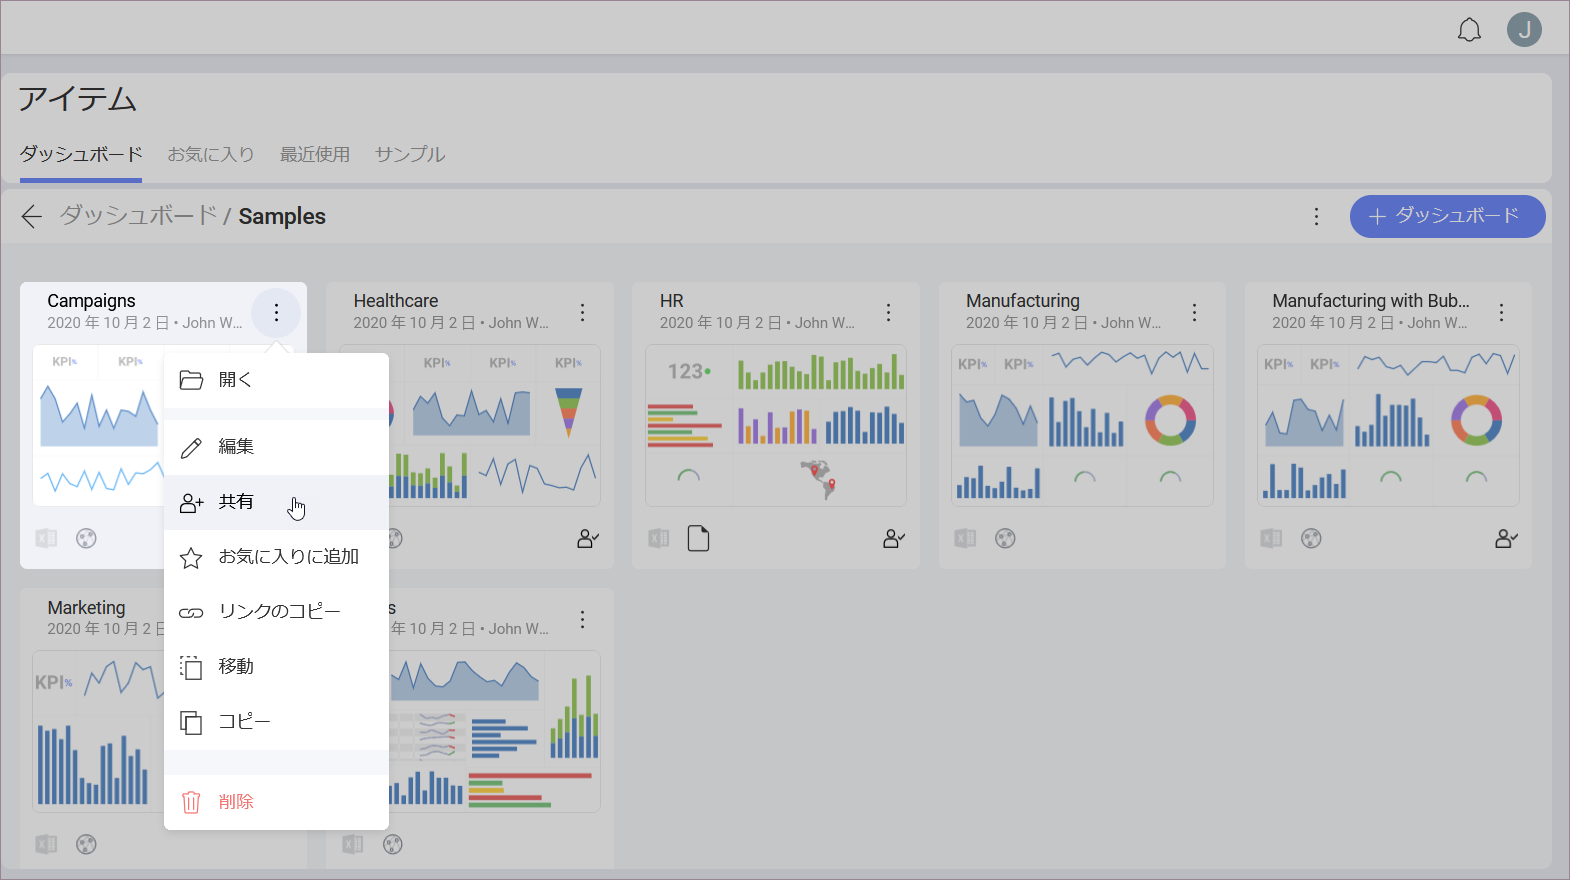 J
アイテム
ダッシュボード お気に入り 最近使用 サンプル
ダッシュボード / Samples
＋ ダッシュボード
Campaigns
2020 年 10 月 2 日 • John W...
KPI% KPI%
Healthcare
2020 年 10 月 2 日 • John W...
KPI% KPI% KPI%
HR
2020 年 10 月 2 日 • John W...
123
Manufacturing
2020 年 10 月 2 日 • John W...
KPI% KPI%
Manufacturing with Bub...
2020 年 10 月 2 日 • John W...
KPI% KPI%
開く
編集
共有
お気に入りに追加
リンクのコピー
移動
コピー
削除
Marketing
2020 年 10 月 2 日
KPI%
s
年 10 月 2 日 • John W...